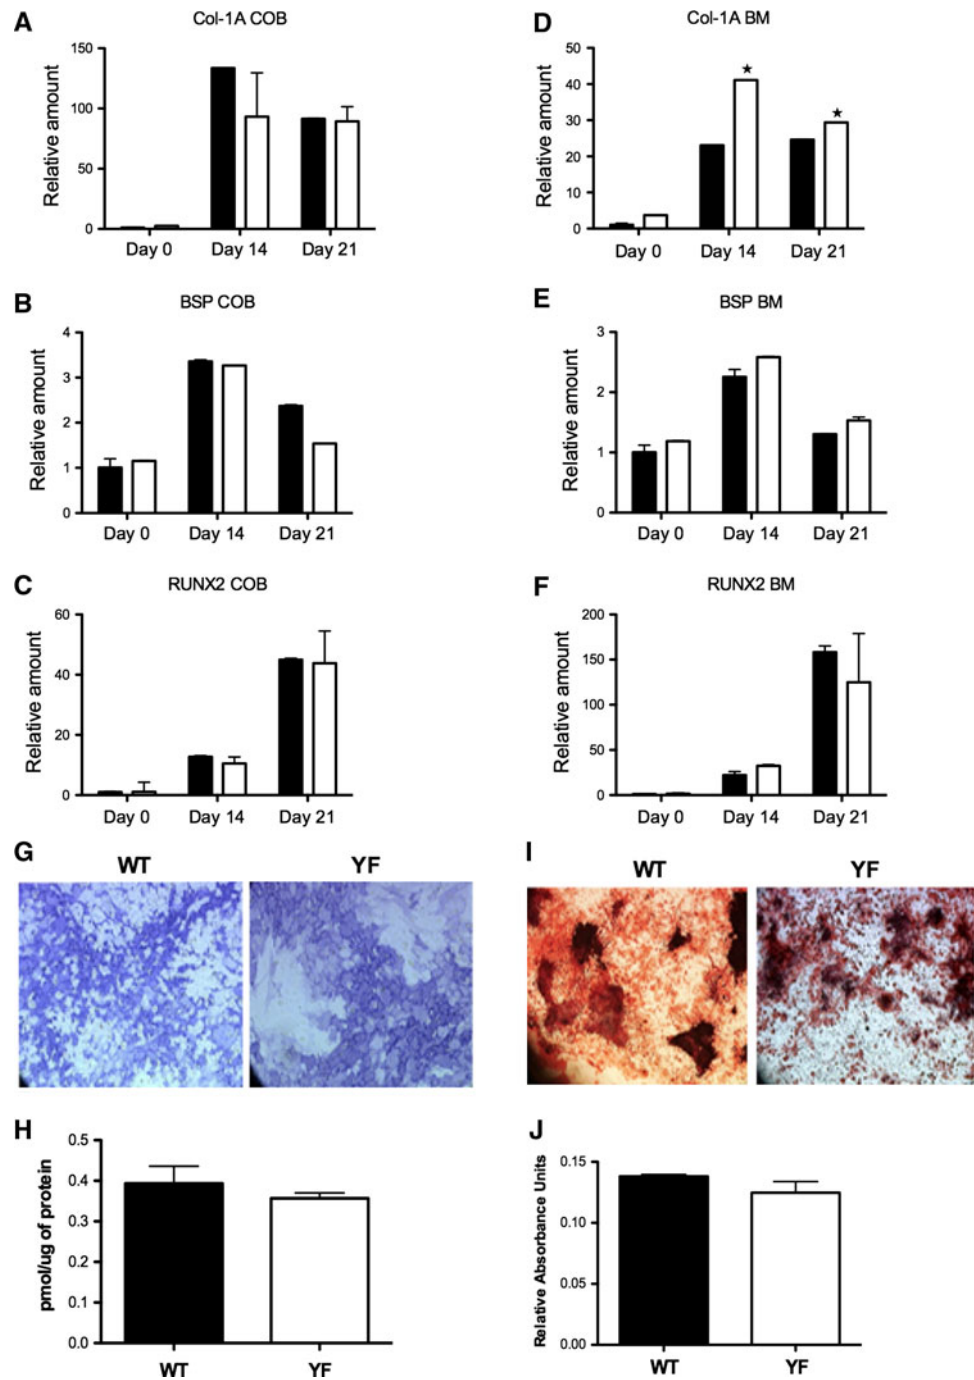 A
Col-1A COB
Relative amount
150
100
50
0
Day 0 Day 14 Day 21
D
Col-1A BM
Relative amount
50
40
30
20
10
0
Day 0 Day 14 Day 21
B
BSP COB
Relative amount
4
3
2
1
0
Day 0 Day 14 Day 21
E
BSP BM
Relative amount
3
2
1
0
Day 0 Day 14 Day 21
C
RUNX2 COB
Relative amount
60
40
20
0
Day 0 Day 14 Day 21
F
RUNX2 BM
Relative amount
200
150
100
50
0
Day 0 Day 14 Day 21
G
WT YF
I
WT YF
H
pmol/ug of protein
0.5
0.4
0.3
0.2
0.1
0.0
WT YF
J
Relative Absorbance Units
0.15
0.10
0.05
0.00
WT YF